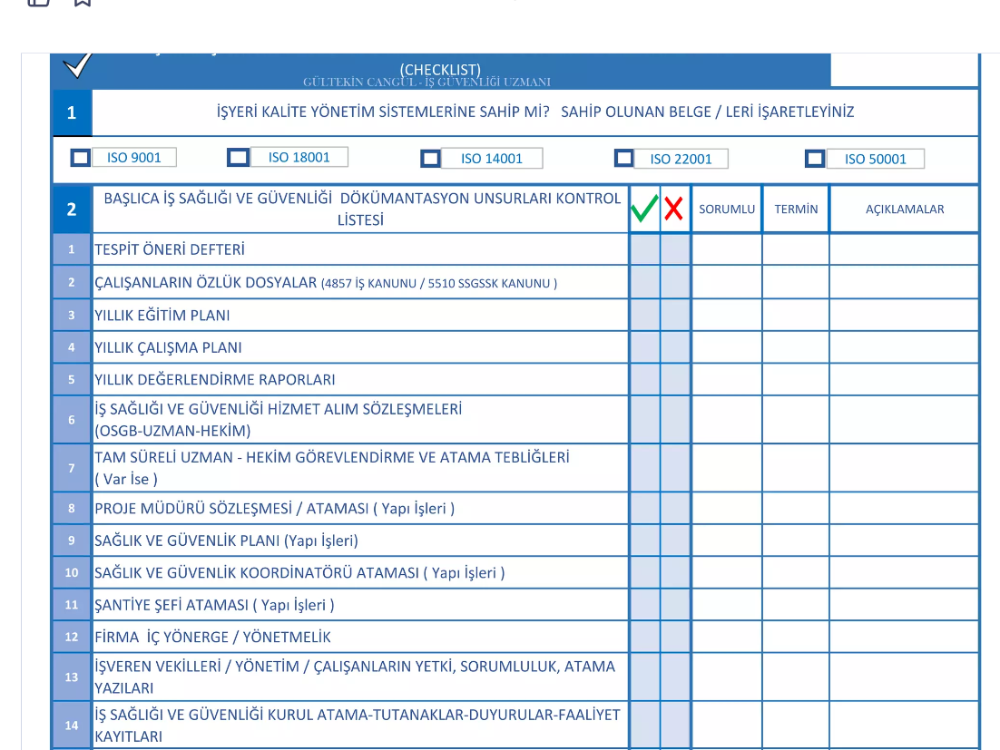 (CHECKLIST)
GÜLTEKİN CANGÜL - İŞ GÜVENLİĞİ UZMANI
1 İŞYERİ KALİTE YÖNETİM SİSTEMLERİNE SAHİP Mİ? SAHİP OLUNAN BELGE / LERİ İŞARETLEYİNİZ
ISO 9001 ISO 18001 ISO 14001 ISO 22001 ISO 50001
2 BAŞLICA İŞ SAĞLIĞI VE GÜVENLİĞİ DÖKÜMANTASYON UNSURLARI KONTROL
LİSTESİ
SORUMLU TERMİN AÇIKLAMALAR
1 TESPİT ÖNERİ DEFTERİ
2 ÇALIŞANLARIN ÖZLÜK DOSYALAR (4857 İŞ KANUNU / 5510 SSGSSK KANUNU )
3 YILLIK EĞİTİM PLANI
4 YILLIK ÇALIŞMA PLANI
5 YILLIK DEĞERLENDİRME RAPORLARI
6 İŞ SAĞLIĞI VE GÜVENLİĞİ HİZMET ALIM SÖZLEŞMELERİ
(OSGB-UZMAN-HEKİM)
7 TAM SÜRELİ UZMAN - HEKİM GÖREVLENDİRME VE ATAMA TEBLİĞLERİ
( Var İse )
8 PROJE MÜDÜRÜ SÖZLEŞMESİ / ATAMASI ( Yapı İşleri )
9 SAĞLIK VE GÜVENLİK PLANI (Yapı İşleri)
10 SAĞLIK VE GÜVENLİK KOORDİNATÖRÜ ATAMASI ( Yapı İşleri )
11 ŞANTİYE ŞEFİ ATAMASI ( Yapı İşleri )
12 FİRMA İÇ YÖNERGE / YÖNETMELİK
13 İŞVEREN VEKİLLERİ / YÖNETİM / ÇALIŞANLARIN YETKİ, SORUMLULUK, ATAMA
YAZILARI
14 İŞ SAĞLIĞI VE GÜVENLİĞİ KURUL ATAMA-TUTANAKLAR-DUYURULAR-FAALİYET
KAYITLARI